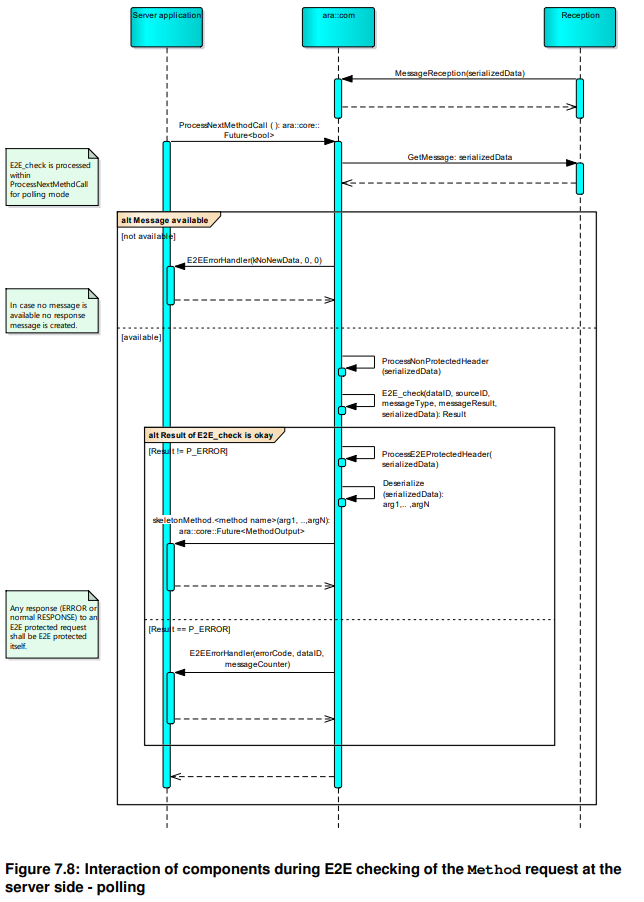 Server application
ara::com
Reception
MessageReception(serializedData)
ProcessNextMethodCall ( ): ara::core::
Future<bool>
E2E_check is processed
within
ProcessNextMethdCall
for polling mode
GetMessage: serializedData
alt Message available
[not available]
E2EErrorHandler(kNoNewData, 0, 0)
In case no message is
available no response
message is created.
[available]
ProcessNonProtectedHeader
(serializedData)
E2E_check(dataID, sourceID,
messageType, messageResult,
serializedData): Result
alt Result of E2E_check is okay
[Result != P_ERROR]
ProcessE2EProtectedHeader(
serializedData)
Deserialize
(serializedData):
arg1,.. ,argN
skeletonMethod.<method name>(arg1, ..,argN):
ara::core::Future<MethodOutput>
Any response (ERROR or
normal RESPONSE) to an
E2E protected request
shall be E2E protected
itself.
[Result == P_ERROR]
E2EErrorHandler(errorCode, dataID,
messageCounter)
Figure 7.8: Interaction of components during E2E checking of the Method request at the
server side - polling